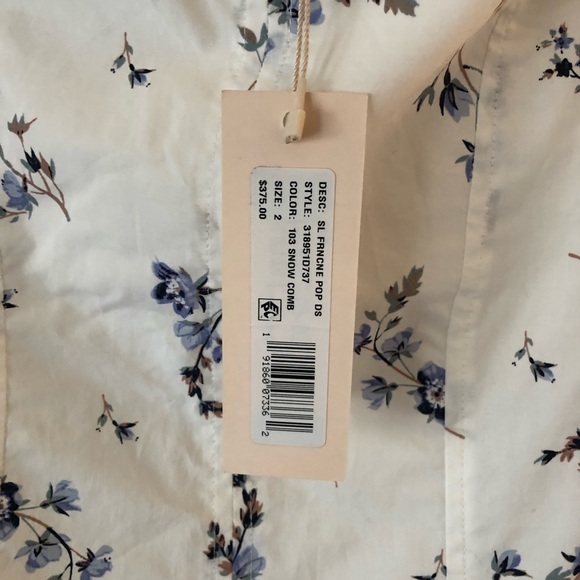 DESC: SL FRNCNE POP DS
STYLE: 318951D737
COLOR: 103 SNOW COMB
SIZE: 2
$375.00
1 91860 07336 2